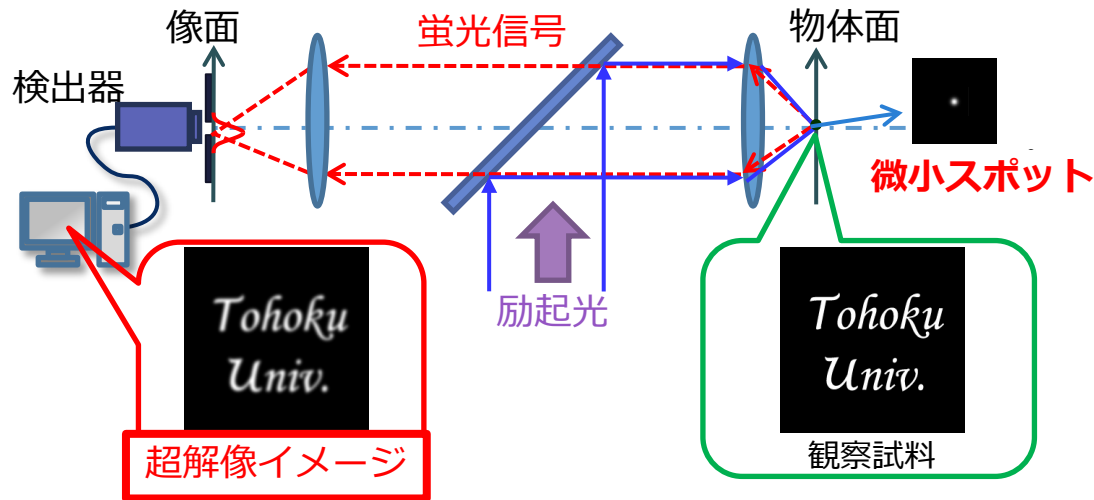 像面
蛍光信号
物体面
検出器
微小スポット
励起光
Tohoku
Univ.
超解像イメージ
Tohoku
Univ.
観察試料